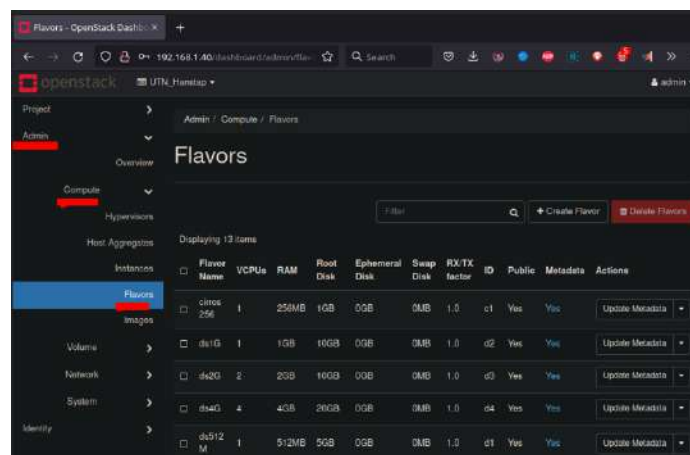 Flavors - OpenStack Dashbo
192.168.1.40/dashboard/admin/fla
Search
openstack
UTN_Hanstap
admin
Project
Admin
Overview
Compute
Hypervisors
Host Aggregates
Instances
Flavors
Images
Volume
Network
System
Identity
Admin / Compute / Flavors
Flavors
Filter
+ Create Flavor
Delete Flavors
Displaying 13 items
Flavor Name VCPUs RAM Root Disk Ephemeral Disk Swap Disk RX/TX factor ID Public Metadata Actions
cirros 256 1 256MB 1GB 0GB 0MB 1.0 c1 Yes Yes Update Metadata
ds1G 1 1GB 10GB 0GB 0MB 1.0 d2 Yes Yes Update Metadata
ds2G 2 2GB 10GB 0GB 0MB 1.0 d3 Yes Yes Update Metadata
ds4G 4 4GB 20GB 0GB 0MB 1.0 d4 Yes Yes Update Metadata
ds512 M 1 512MB 5GB 0GB 0MB 1.0 d1 Yes Yes Update Metadata